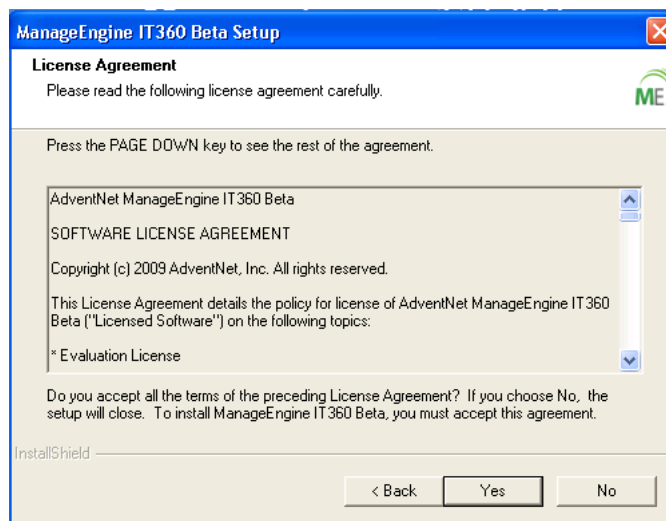 ManageEngine IT360 Beta Setup
License Agreement
Please read the following license agreement carefully.
ME
Press the PAGE DOWN key to see the rest of the agreement.
AdventNet ManageEngine IT360 Beta
SOFTWARE LICENSE AGREEMENT
Copyright (c) 2009 AdventNet, Inc. All rights reserved.
This License Agreement details the policy for license of AdventNet ManageEngine IT360
Beta ("Licensed Software") on the following topics:
* Evaluation License
Do you accept all the terms of the preceding License Agreement? If you choose No, the
setup will close. To install ManageEngine IT360 Beta, you must accept this agreement.
InstallShield
< Back Yes No